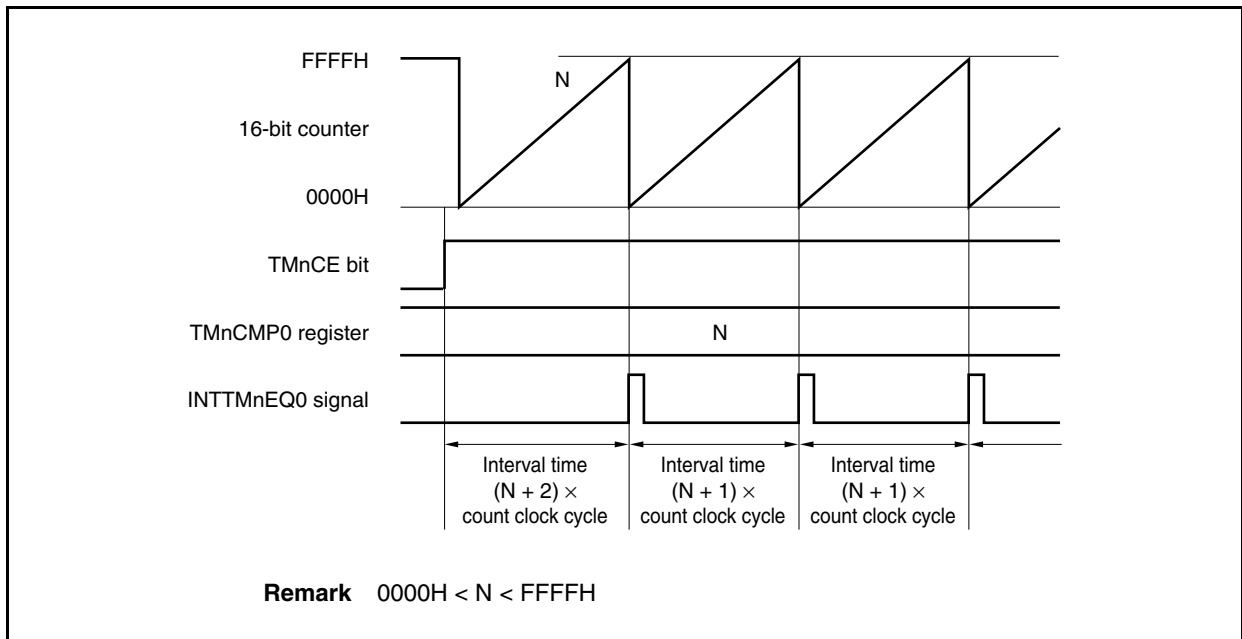 FFFFH
N
16-bit counter
0000H
TMnCE bit
TMnCMP0 register
N
INTTMnEQ0 signal
Interval time
(N + 2) ×
count clock cycle
Interval time
(N + 1) ×
count clock cycle
Interval time
(N + 1) ×
count clock cycle
Remark 0000H < N < FFFFH